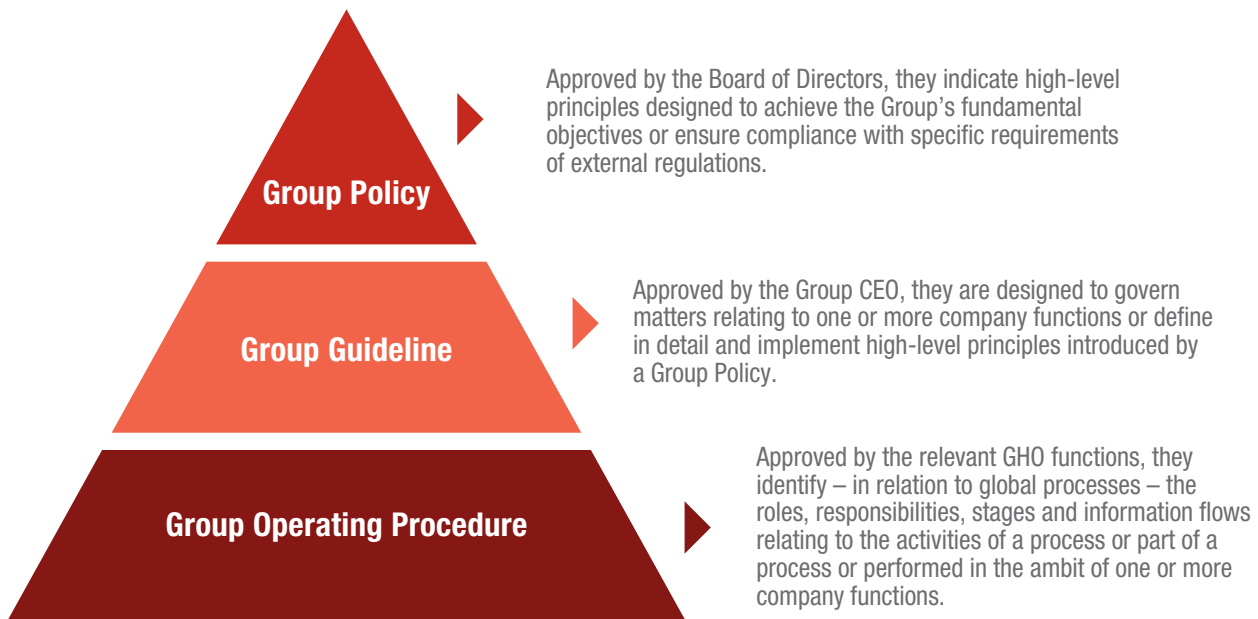 Group Policy
Approved by the Board of Directors, they indicate high-level
principles designed to achieve the Group’s fundamental
objectives or ensure compliance with specific requirements
of external regulations.
Group Guideline
Approved by the Group CEO, they are designed to govern
matters relating to one or more company functions or define
in detail and implement high-level principles introduced by
a Group Policy.
Group Operating Procedure
Approved by the relevant GHO functions, they
identify – in relation to global processes – the
roles, responsibilities, stages and information flows
relating to the activities of a process or part of a
process or performed in the ambit of one or more
company functions.